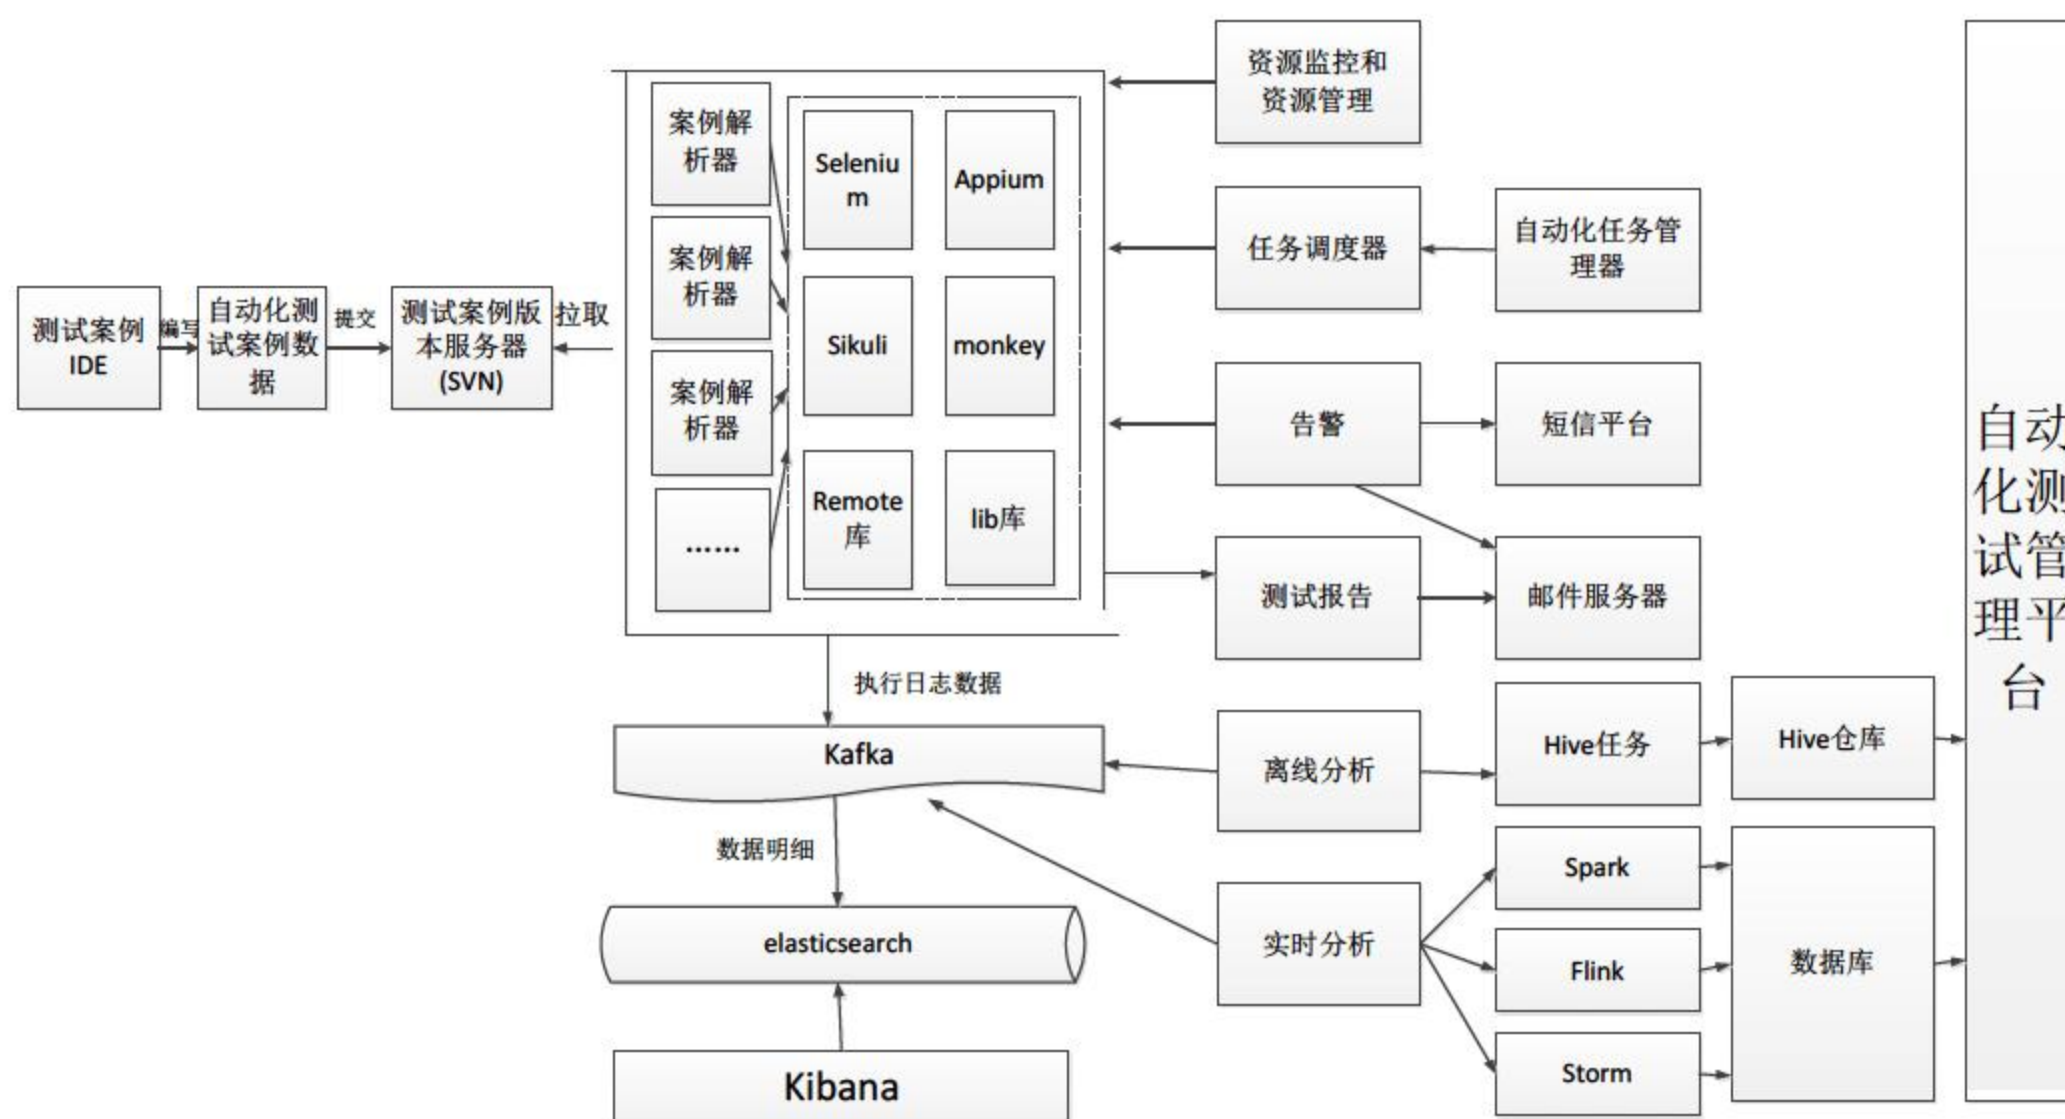 测试案例
IDE
编写
自动化测
试案例数
据
提交
测试案例版
本服务器
(SVN)
拉取
案例解
析器
案例解
析器
案例解
析器
……
Seleniu
m
Appium
Sikuli
monkey
Remote
库
lib库
资源监控和
资源管理
任务调度器
自动化任务管
理器
告警
短信平台
测试报告
邮件服务器
执行日志数据
Kafka
数据明细
elasticsearch
Kibana
离线分析
Hive任务
Hive仓库
实时分析
Spark
Flink
Storm
数据库
自动
化测
试管
理平
台